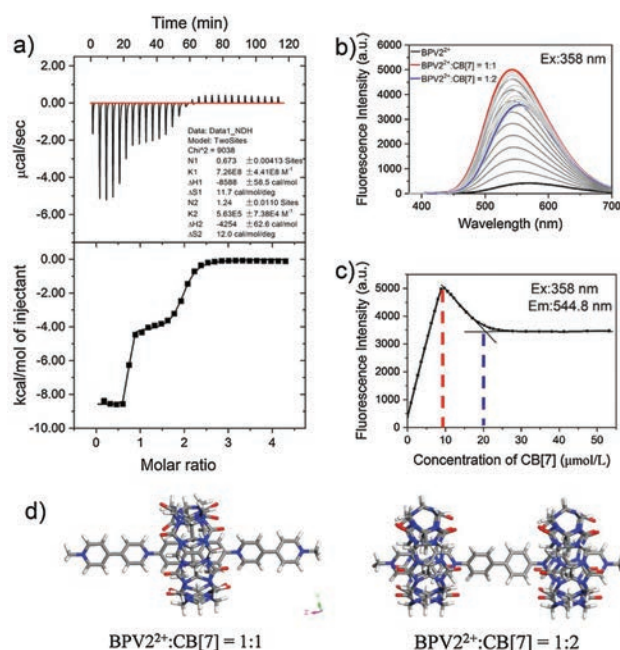 a)
Time (min)
0 10 20 30 40 50 60 70 80 90 100 110 120
2.00
0.00
-2.00
-4.00
-6.00
µcal/sec
Data: Data1_NDH
Model: TwoSites
Chi^2 = 9038
N1 0.673 ±0.00413 Sites
K1 7.26E8 ±4.41E8 M⁻¹
ΔH1 -8588 ±58.5 cal/mol
ΔS1 11.7 cal/mol/deg
N2 1.24 ±0.0110 Sites
K2 5.63E5 ±7.38E4 M⁻¹
ΔH2 -4254 ±62.6 cal/mol
ΔS2 12.0 cal/mol/deg
0.00
-2.00
-4.00
-6.00
-8.00
-10.00
kcal/mol of injectant
0 1 2 3 4 5
Molar ratio
b)
Fluorescence Intensity (a.u.)
6000
5000
4000
3000
2000
1000
0
BPV2²⁺
BPV2²⁺:CB[7] = 1:1
BPV2²⁺:CB[7] = 1:2
Ex:358 nm
400 500 600 700
Wavelength (nm)
c)
Fluorescence Intensity (a.u.)
5000
4000
3000
2000
1000
0
Ex:358 nm
Em:544.8 nm
0 10 20 30 40 50
Concentration of CB[7] (µmol/L)
d)
BPV2²⁺:CB[7] = 1:1
BPV2²⁺:CB[7] = 1:2